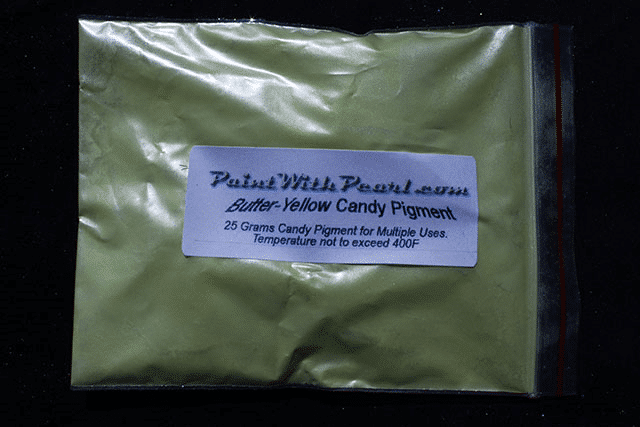 PaintWithPearl.com
Butter-Yellow Candy Pigment
25 Grams Candy Pigment for Multiple Uses.
Temperature not to exceed 400F